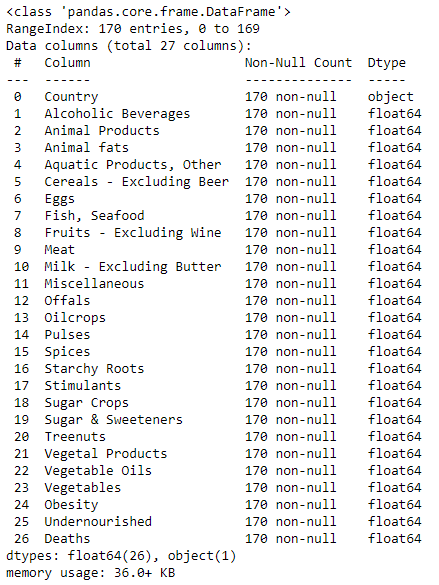 <class 'pandas.core.frame.DataFrame'>
RangeIndex: 170 entries, 0 to 169
Data columns (total 27 columns):
 #   Column                   Non-Null Count  Dtype
---  ------                   --------------  -----
 0   Country                  170 non-null    object
 1   Alcoholic Beverages      170 non-null    float64
 2   Animal Products          170 non-null    float64
 3   Animal fats              170 non-null    float64
 4   Aquatic Products, Other  170 non-null    float64
 5   Cereals - Excluding Beer  170 non-null    float64
 6   Eggs                     170 non-null    float64
 7   Fish, Seafood            170 non-null    float64
 8   Fruits - Excluding Wine  170 non-null    float64
 9   Meat                     170 non-null    float64
 10  Milk - Excluding Butter  170 non-null    float64
 11  Miscellaneous            170 non-null    float64
 12  Offals                   170 non-null    float64
 13  Oilcrops                 170 non-null    float64
 14  Pulses                   170 non-null    float64
 15  Spices                   170 non-null    float64
 16  Starchy Roots            170 non-null    float64
 17  Stimulants               170 non-null    float64
 18  Sugar Crops              170 non-null    float64
 19  Sugar & Sweeteners       170 non-null    float64
 20  Treenuts                 170 non-null    float64
 21  Vegetal Products         170 non-null    float64
 22  Vegetable Oils           170 non-null    float64
 23  Vegetables               170 non-null    float64
 24  Obesity                  170 non-null    float64
 25  Undernourished           170 non-null    float64
 26  Deaths                   170 non-null    float64
dtypes: float64(26), object(1)
memory usage: 36.0+ KB